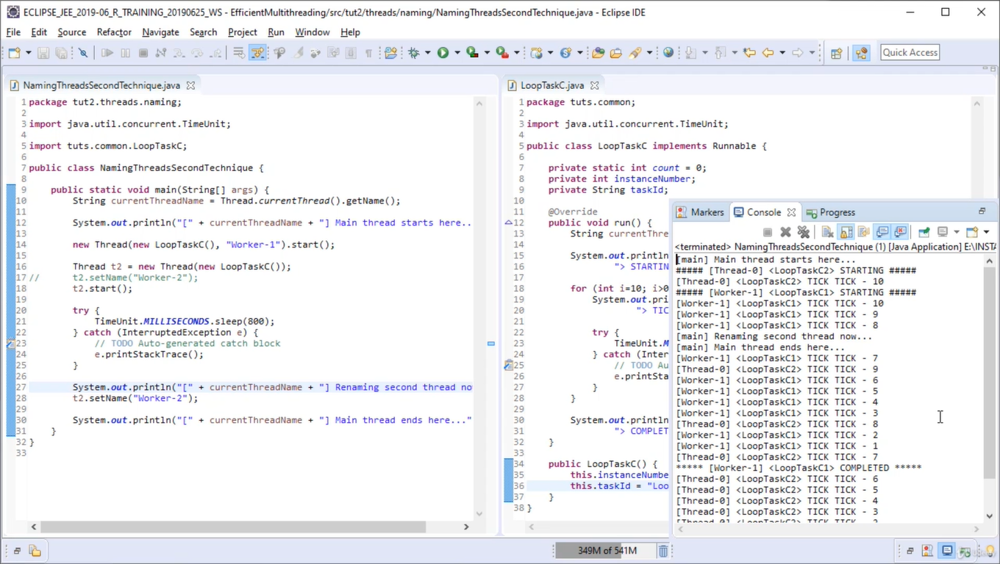 ECLIPSE_JEE_2019-06_R_TRAINING_20190625_WS - EfficientMultithreading/src/tut2/threads/naming/NamingThreadsSecondTechnique.java - Eclipse IDE
File Edit Source Refactor Navigate Search Project Run Window Help
Quick Access
NamingThreadsSecondTechnique.java
1 package tut2.threads.naming;
2
3 import java.util.concurrent.TimeUnit;
4
5 import tuts.common.LoopTaskC;
6
7 public class NamingThreadsSecondTechnique {
8
9 public static void main(String[] args) {
10 String currentThreadName = Thread.currentThread().getName();
11
12 System.out.println("[" + currentThreadName + "] Main thread starts here..
13
14 new Thread(new LoopTaskC(), "Worker-1").start();
15
16 Thread t2 = new Thread(new LoopTaskC());
17 // t2.setName("Worker-2");
18 t2.start();
19
20 try {
21 TimeUnit.MILLISECONDS.sleep(800);
22 } catch (InterruptedException e) {
23 // TODO Auto-generated catch block
24 e.printStackTrace();
25 }
26
27 System.out.println("[" + currentThreadName + "] Renaming second thread no
28 t2.setName("Worker-2");
29
30 System.out.println("[" + currentThreadName + "] Main thread ends here..."
31 }
32 }
33
LoopTaskC.java
1 package tuts.common;
2
3 import java.util.concurrent.TimeUnit;
4
5 public class LoopTaskC implements Runnable {
6
7 private static int count = 0;
8 private int instanceNumber;
9 private String taskId;
10
11 @Override
12 public void run() {
13 String currentThre
14
15 System.out.println
16 "> STARTIN
17
18 for (int i=10; i>0
19 System.out.pri
20 "> TIC
21
22 try {
23 TimeUnit.M
24 } catch (Inter
25 // TODO Au
26 e.printSta
27 }
28 }
29
30 System.out.println
31 "> COMPLET
32 }
33
34 public LoopTaskC() {
35 this.instanceNumbe
36 this.taskId = "Loo
37 }
38 }
Markers Console Progress
<terminated> NamingThreadsSecondTechnique (1) [Java Application] E:\INSTA
[main] Main thread starts here...
##### [Thread-0] <LoopTaskC2> STARTING #####
[Thread-0] <LoopTaskC2> TICK TICK - 10
##### [Worker-1] <LoopTaskC1> STARTING #####
[Worker-1] <LoopTaskC1> TICK TICK - 10
[Worker-1] <LoopTaskC1> TICK TICK - 9
[Worker-1] <LoopTaskC1> TICK TICK - 8
[main] Renaming second thread now...
[main] Main thread ends here...
[Worker-1] <LoopTaskC1> TICK TICK - 7
[Thread-0] <LoopTaskC2> TICK TICK - 9
[Worker-1] <LoopTaskC1> TICK TICK - 6
[Worker-1] <LoopTaskC1> TICK TICK - 5
[Worker-1] <LoopTaskC1> TICK TICK - 4
[Worker-1] <LoopTaskC1> TICK TICK - 3
[Thread-0] <LoopTaskC2> TICK TICK - 8
[Worker-1] <LoopTaskC1> TICK TICK - 2
[Worker-1] <LoopTaskC1> TICK TICK - 1
[Thread-0] <LoopTaskC2> TICK TICK - 7
***** [Worker-1] <LoopTaskC1> COMPLETED *****
[Thread-0] <LoopTaskC2> TICK TICK - 6
[Thread-0] <LoopTaskC2> TICK TICK - 5
[Thread-0] <LoopTaskC2> TICK TICK - 4
[Thread-0] <LoopTaskC2> TICK TICK - 3
[Thread-0] <LoopTaskC2> TICK TICK - 2
349M of 541M